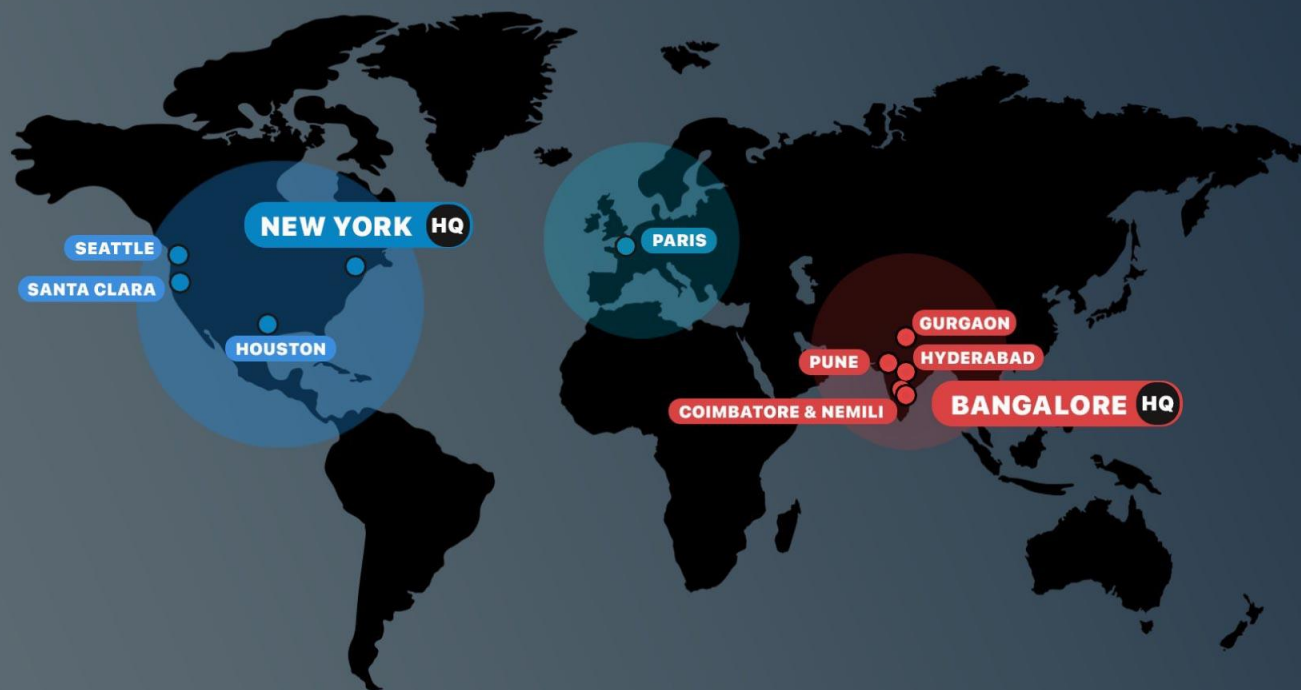 NEW YORK HQ
SEATTLE
SANTA CLARA
HOUSTON
PARIS
GURGAON
PUNE
HYDERABAD
COIMBATORE & NEMILI
BANGALORE HQ